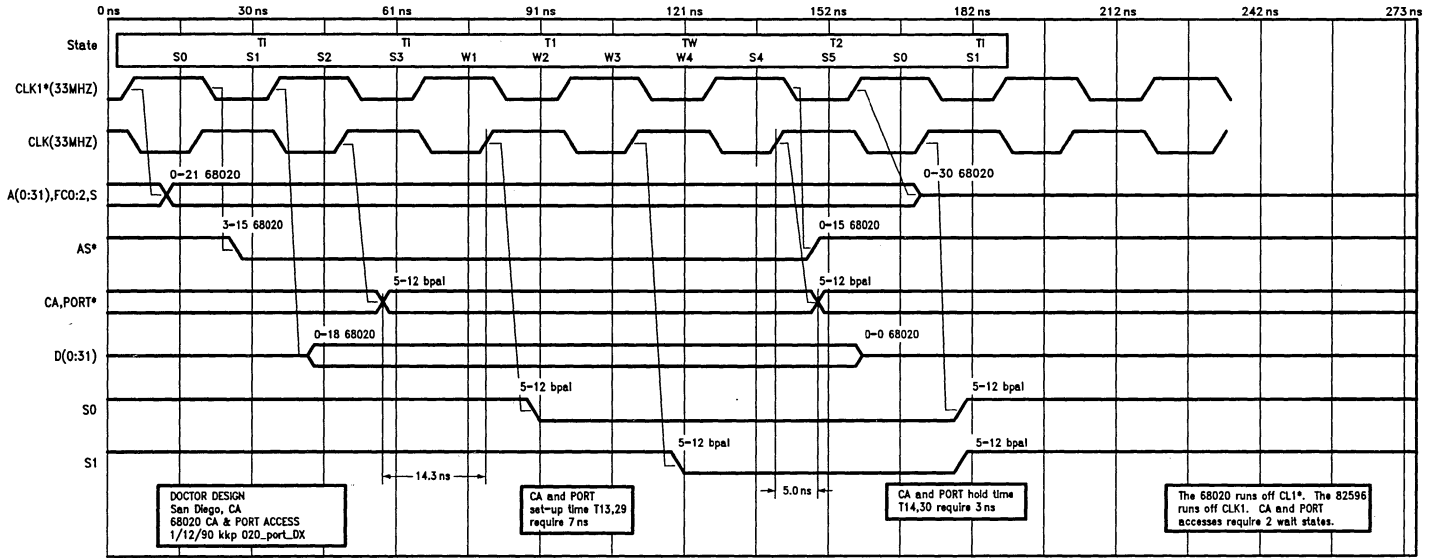 0 ns 30 ns 61 ns 91 ns 121 ns 152 ns 182 ns 212 ns 242 ns 273 ns
State TI TI T1 TW T2 TI
S0 S1 S2 S3 W1 W2 W3 W4 S4 S5 S0 S1
CLK1*(33MHZ)
CLK(33MHZ)
0-21 68020 0-30 68020
A(0:31),FC0:2,S
3-15 68020 0-15 68020
AS*
5-12 bpal 5-12 bpal
CA,PORT*
0-18 68020 0-0 68020
D(0:31)
5-12 bpal 5-12 bpal
S0
5-12 bpal 5-12 bpal
S1
14.3 ns 5.0 ns
DOCTOR DESIGN
San Diego, CA
68020 CA & PORT ACCESS
1/12/90 kkp 020_port_DX
CA and PORT
set-up time T13,29
require 7 ns
CA and PORT hold time
T14,30 require 3 ns
The 68020 runs off CL1*. The 82596
runs off CLK1. CA and PORT
accesses require 2 wait states.